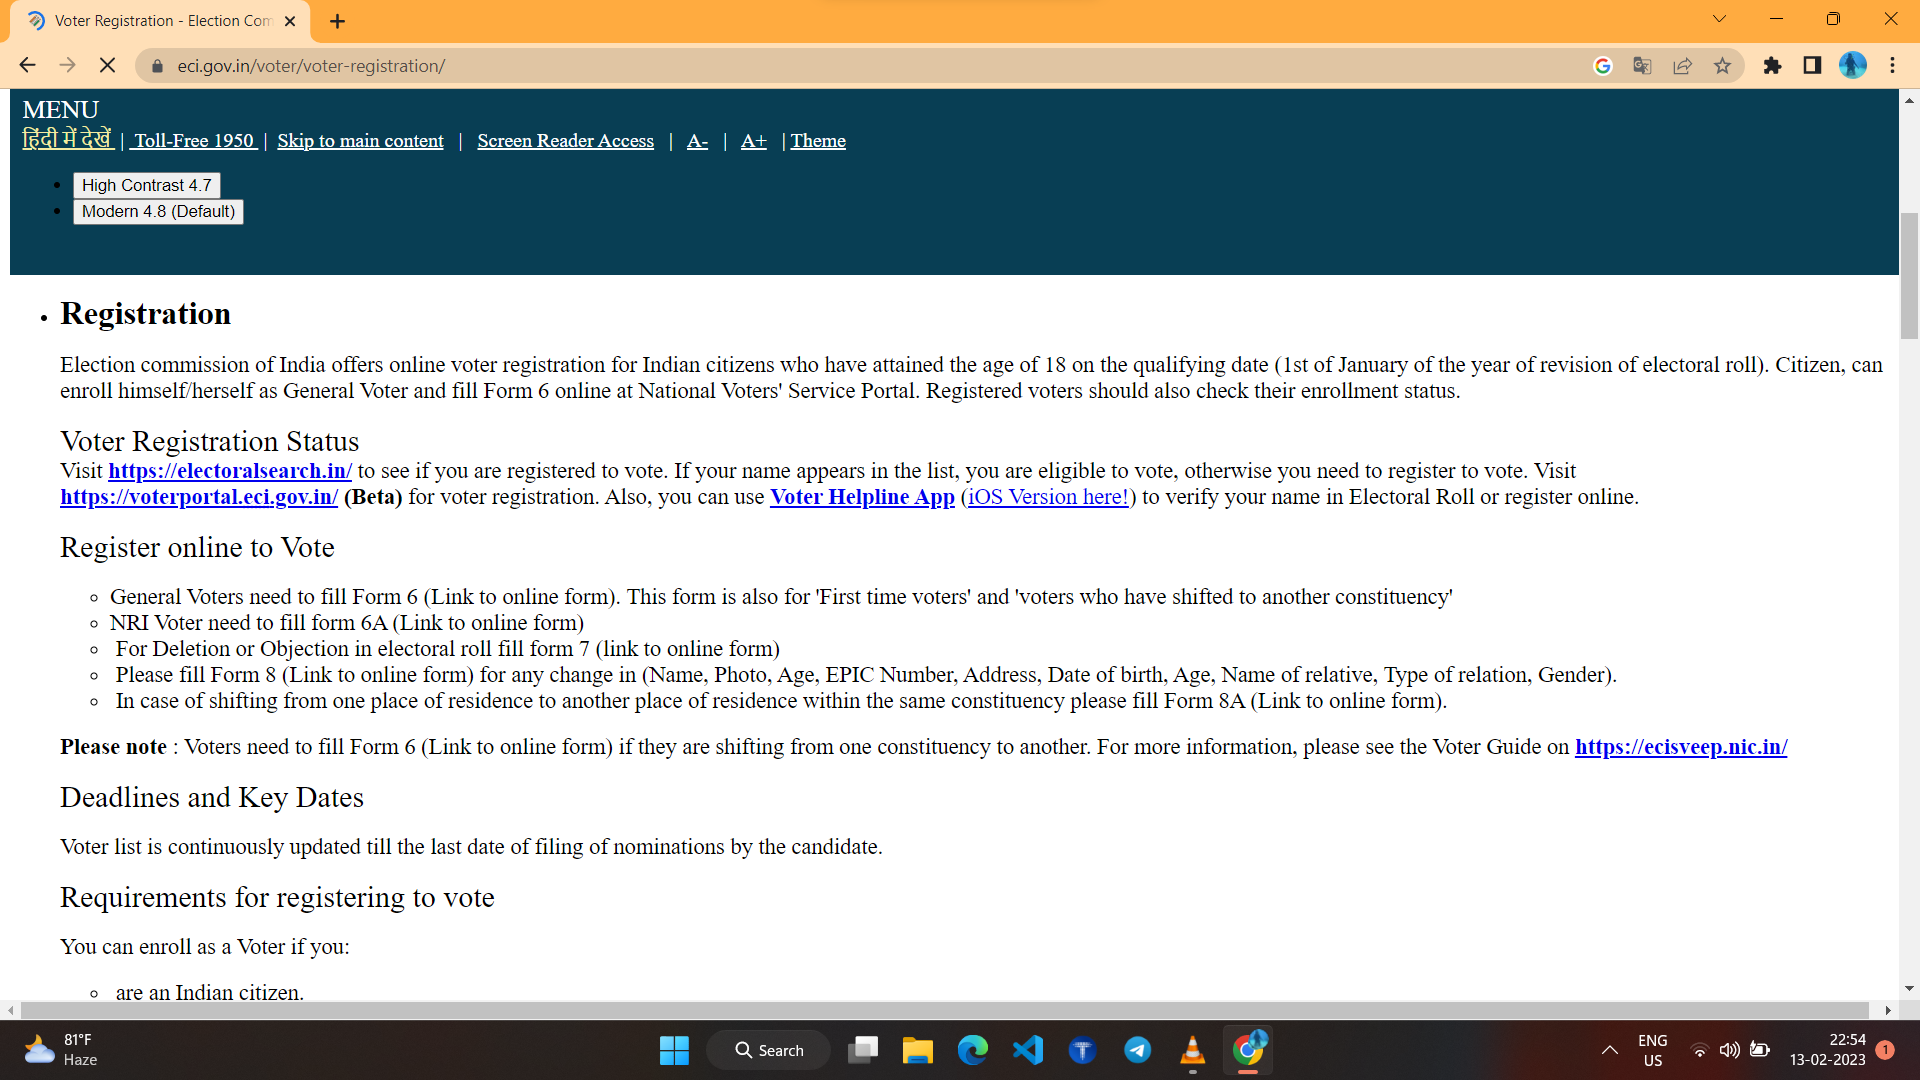 Voter Registration - Election Com
eci.gov.in/voter/voter-registration/
MENU
हिंदी में देखें | Toll-Free 1950 | Skip to main content | Screen Reader Access | A- | A+ | Theme
High Contrast 4.7
Modern 4.8 (Default)
Registration
Election commission of India offers online voter registration for Indian citizens who have attained the age of 18 on the qualifying date (1st of January of the year of revision of electoral roll). Citizen, can
enroll himself/herself as General Voter and fill Form 6 online at National Voters' Service Portal. Registered voters should also check their enrollment status.
Voter Registration Status
Visit https://electoralsearch.in/ to see if you are registered to vote. If your name appears in the list, you are eligible to vote, otherwise you need to register to vote. Visit
https://voterportal.eci.gov.in/ (Beta) for voter registration. Also, you can use Voter Helpline App (iOS Version here!) to verify your name in Electoral Roll or register online.
Register online to Vote
General Voters need to fill Form 6 (Link to online form). This form is also for 'First time voters' and 'voters who have shifted to another constituency'
NRI Voter need to fill form 6A (Link to online form)
For Deletion or Objection in electoral roll fill form 7 (link to online form)
Please fill Form 8 (Link to online form) for any change in (Name, Photo, Age, EPIC Number, Address, Date of birth, Age, Name of relative, Type of relation, Gender).
In case of shifting from one place of residence to another place of residence within the same constituency please fill Form 8A (Link to online form).
Please note : Voters need to fill Form 6 (Link to online form) if they are shifting from one constituency to another. For more information, please see the Voter Guide on https://ecisveep.nic.in/
Deadlines and Key Dates
Voter list is continuously updated till the last date of filing of nominations by the candidate.
Requirements for registering to vote
You can enroll as a Voter if you:
are an Indian citizen.
81°F
Haze
Search
ENG
US
22:54
13-02-2023
1